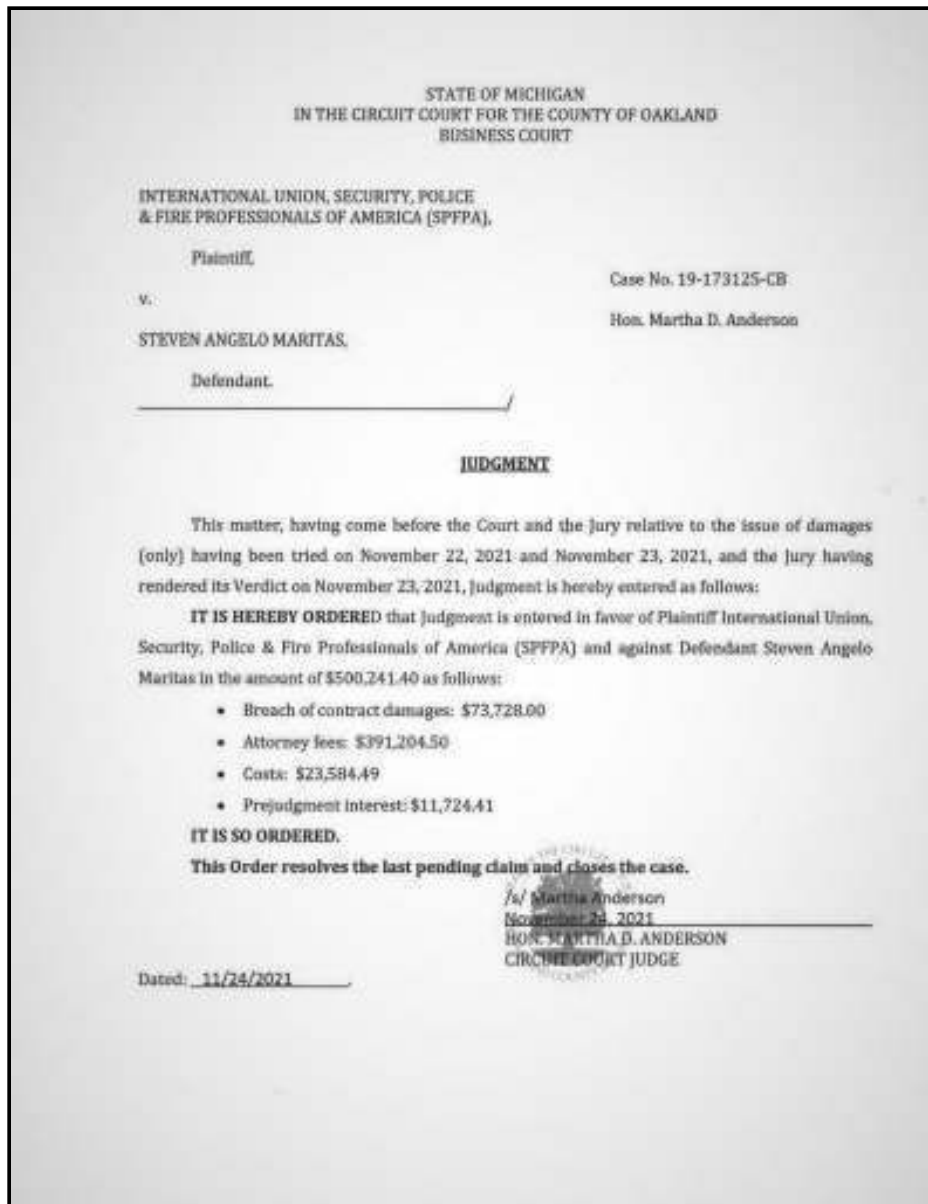 STATE OF MICHIGAN
IN THE CIRCUIT COURT FOR THE COUNTY OF OAKLAND
BUSINESS COURT
INTERNATIONAL UNION, SECURITY, POLICE
& FIRE PROFESSIONALS OF AMERICA (SPFPA),
Plaintiff,
Case No. 19-173125-CB
v.
Hon. Martha D. Anderson
STEVEN ANGELO MARITAS,
Defendant.
/
JUDGMENT
This matter, having come before the Court and the Jury relative to the issue of damages
(only) having been tried on November 22, 2021 and November 23, 2021, and the Jury having
rendered its Verdict on November 23, 2021, Judgment is hereby entered as follows:
IT IS HEREBY ORDERED that Judgment is entered in favor of Plaintiff International Union,
Security, Police & Fire Professionals of America (SPFPA) and against Defendant Steven Angelo
Maritas in the amount of $500,241.40 as follows:
• Breach of contract damages: $73,728.00
• Attorney fees: $391,204.50
• Costs: $23,584.49
• Prejudgment interest: $11,724.41
IT IS SO ORDERED.
This Order resolves the last pending claim and closes the case.
/s/ Martha Anderson
November 24, 2021
HON. MARTHA D. ANDERSON
CIRCUIT COURT JUDGE
Dated: 11/24/2021